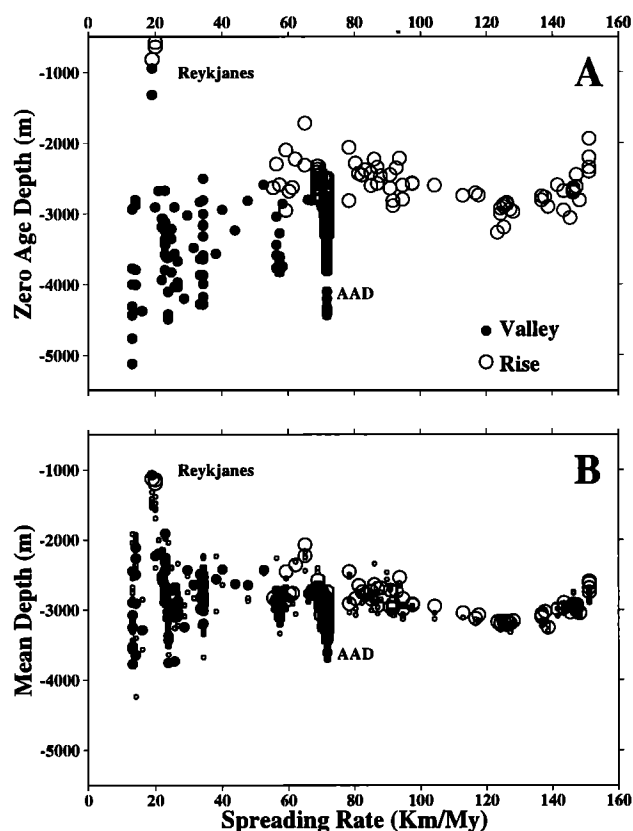 0 20 40 60 80 100 120 140 160
A
-1000
-2000
-3000
-4000
-5000
Zero Age Depth (m)
Reykjanes
AAD
Valley
Rise
B
-1000
-2000
-3000
-4000
-5000
Mean Depth (m)
Reykjanes
AAD
0 20 40 60 80 100 120 140 160
Spreading Rate (Km/My)